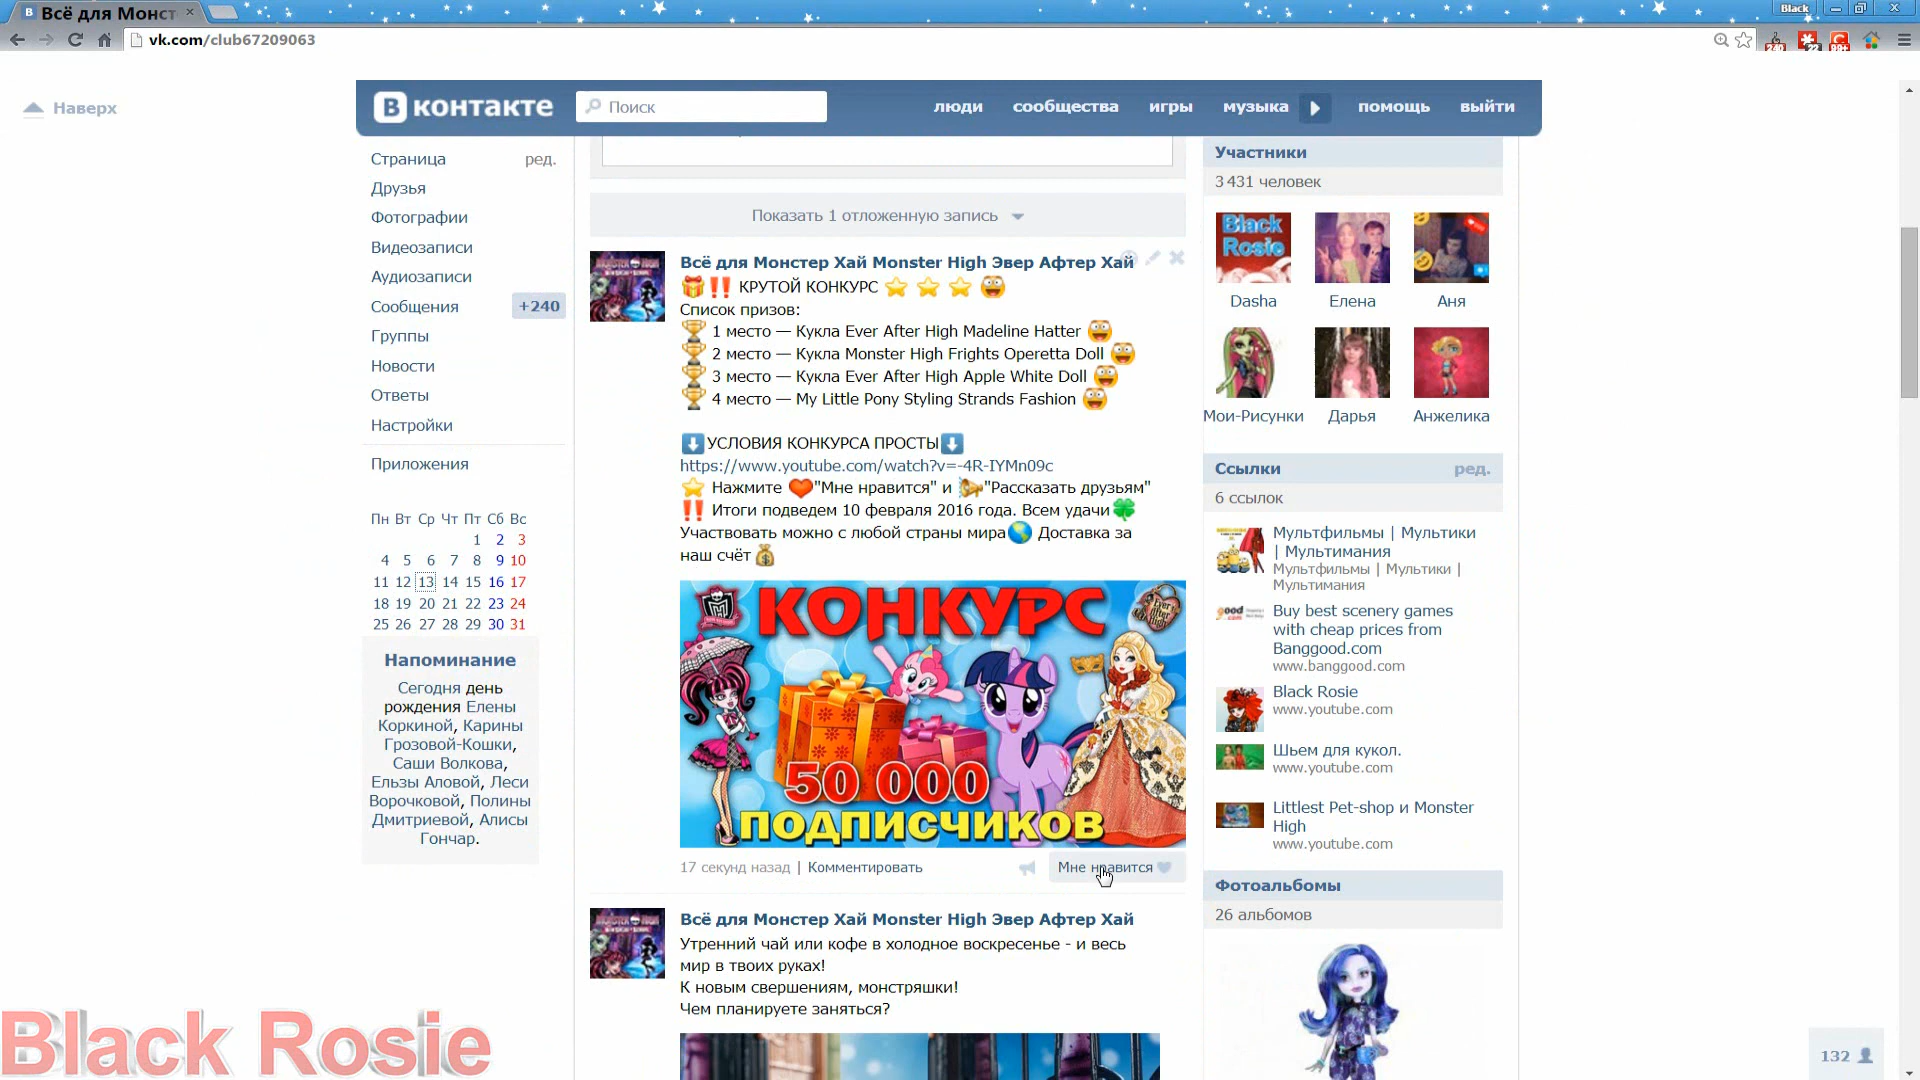 Всё для Монст
Black
vk.com/club67209063
240
22
99+
Наверх
В контакте
Поиск
люди
сообщества
игры
музыка
помощь
выйти
Страница
ред.
Друзья
Фотографии
Видеозаписи
Аудиозаписи
Сообщения
+240
Группы
Новости
Ответы
Настройки
Приложения
Пн Вт Ср Чт Пт Сб Вс
1 2 3
4 5 6 7 8 9 10
11 12 13 14 15 16 17
18 19 20 21 22 23 24
25 26 27 28 29 30 31
Напоминание
Сегодня день
рождения Елены
Коркиной, Карины
Грозовой-Кошки,
Саши Волкова,
Ельзы Аловой, Леси
Ворочковой, Полины
Дмитриевой, Алисы
Гончар.
Показать 1 отложенную запись
Всё для Монстер Хай Monster High Эвер Афтер Хай
КРУТОЙ КОНКУРС
Список призов:
1 место — Кукла Ever After High Madeline Hatter
2 место — Кукла Monster High Frights Operetta Doll
3 место — Кукла Ever After High Apple White Doll
4 место — My Little Pony Styling Strands Fashion
УСЛОВИЯ КОНКУРСА ПРОСТЫ
https://www.youtube.com/watch?v=-4R-IYMn09c
Нажмите "Мне нравится" и "Рассказать друзьям"
Итоги подведем 10 февраля 2016 года. Всем удачи
Участвовать можно с любой страны мира Доставка за
наш счёт
КОНКУРС
50 000
ПОДПИСЧИКОВ
17 секунд назад | Комментировать
Мне нравится
Всё для Монстер Хай Monster High Эвер Афтер Хай
Утренний чай или кофе в холодное воскресенье - и весь
мир в твоих руках!
К новым свершениям, монстряшки!
Чем планируете заняться?
Участники
3 431 человек
Black
Rosie
Dasha
Елена
Аня
Мои-Рисунки
Дарья
Анжелика
Ссылки
ред.
6 ссылок
Мультфильмы | Мультики
| Мультимания
Мультфильмы | Мультики |
Мультимания
Buy best scenery games
with cheap prices from
Banggood.com
www.banggood.com
Black Rosie
www.youtube.com
Шьем для кукол.
www.youtube.com
Littlest Pet-shop и Monster
High
www.youtube.com
Фотоальбомы
26 альбомов
132
Black Rosie